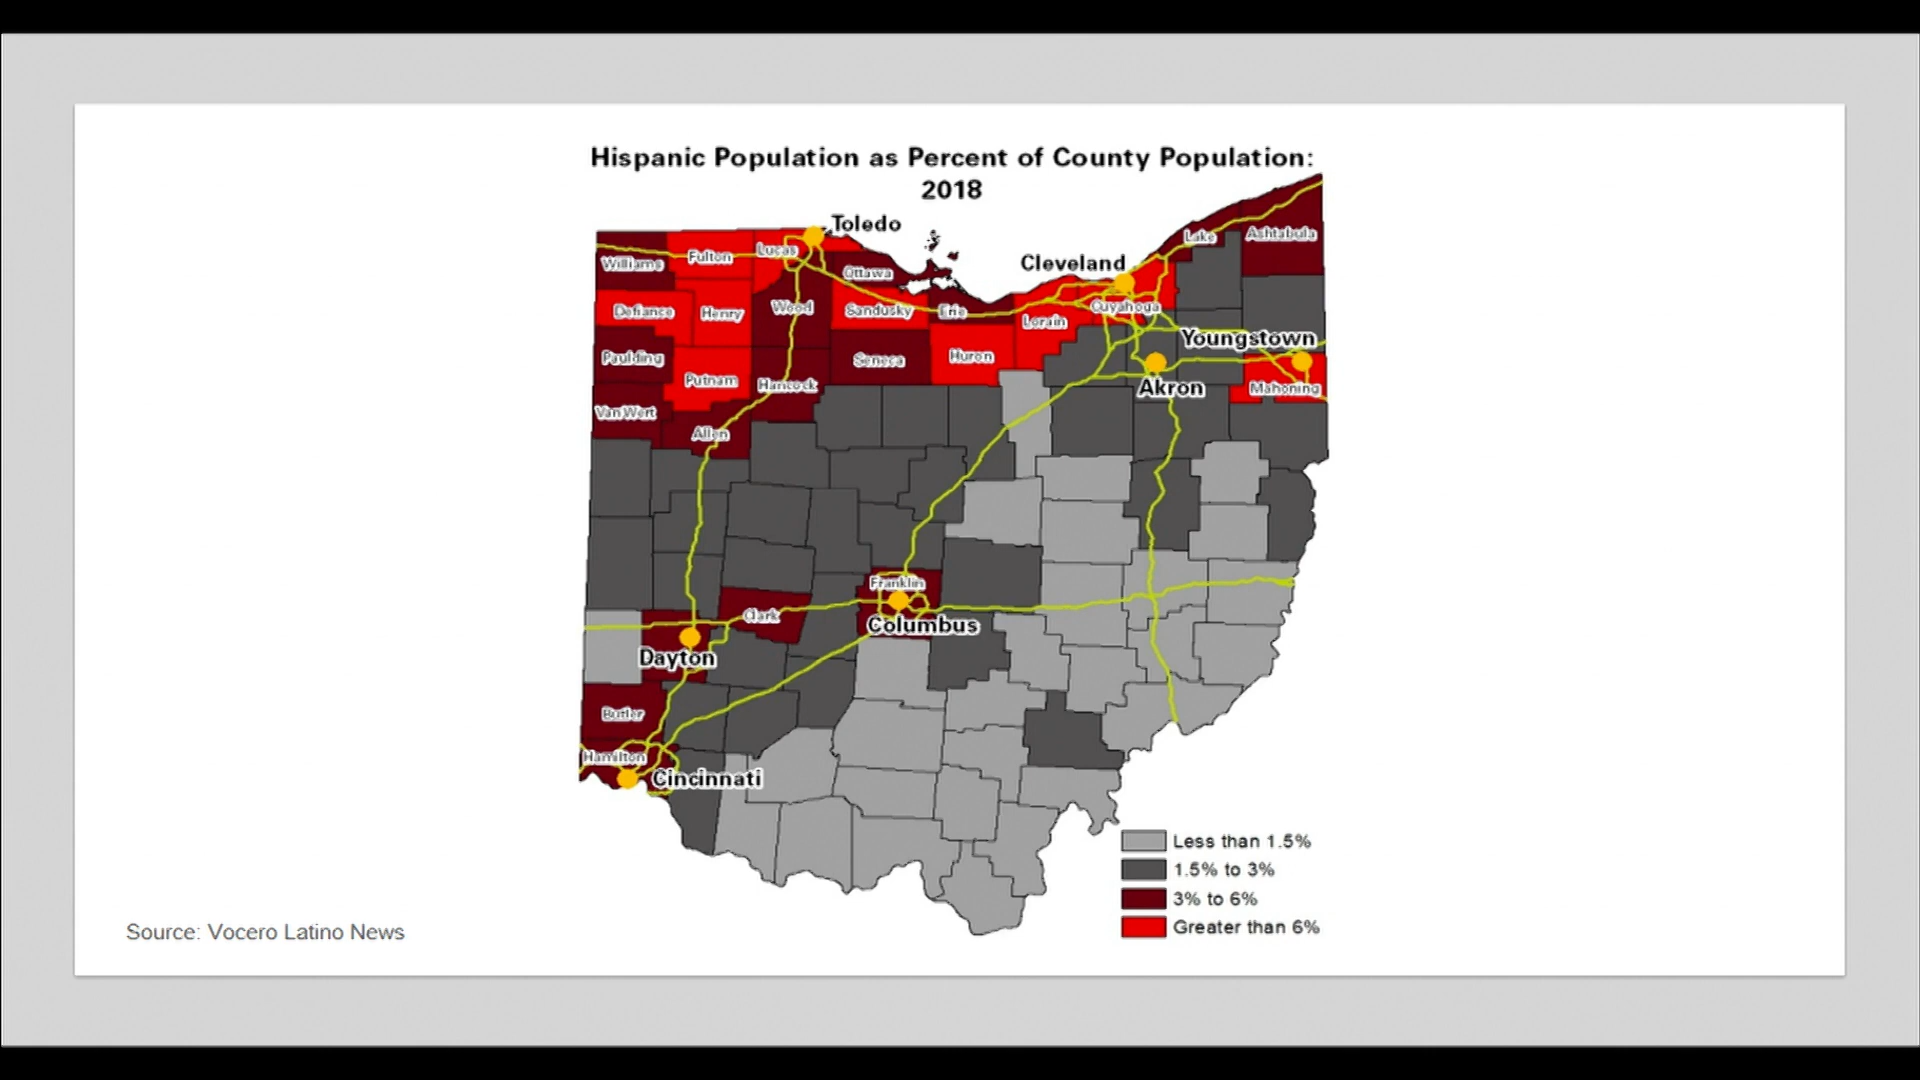 Hispanic Population as Percent of County Population:
2018
Toledo
Lake
Ashtabula
Williams
Fulton
Lucas
Ottawa
Cleveland
Defiance
Henry
Wood
Sandusky
Erie
Lorain
Cuyahoga
Youngstown
Paulding
Putnam
Hancock
Seneca
Huron
Akron
Mahoning
Van Wert
Allen
Franklin
Columbus
Clark
Dayton
Butler
Hamilton
Cincinnati
Less than 1.5%
1.5% to 3%
3% to 6%
Greater than 6%
Source: Vocero Latino News